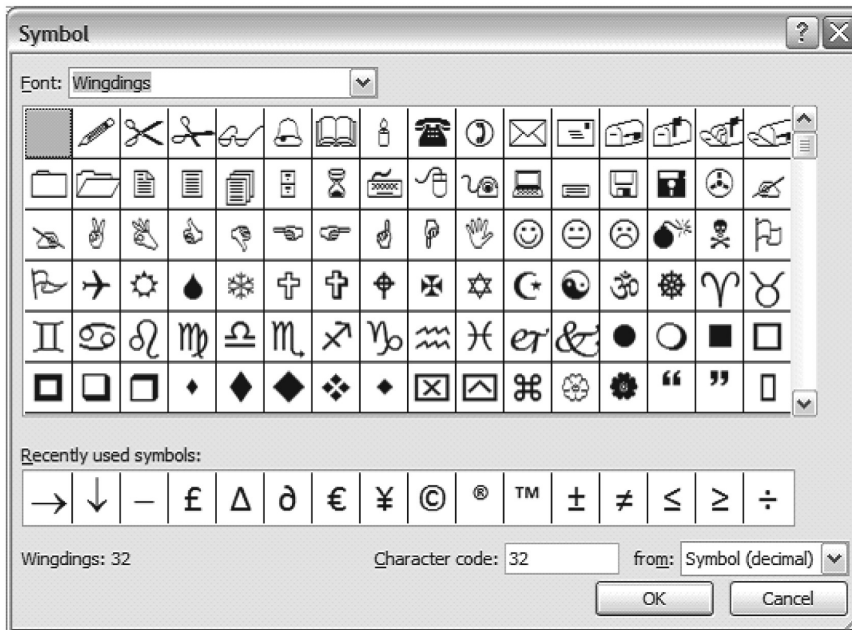 Symbol
Font: Wingdings
Recently used symbols:
→ ↓ – £ Δ ∂ € ¥ © ® ™ ± ≠ ≤ ≥ ÷
Wingdings: 32 Character code: 32 from: Symbol (decimal)
OK Cancel